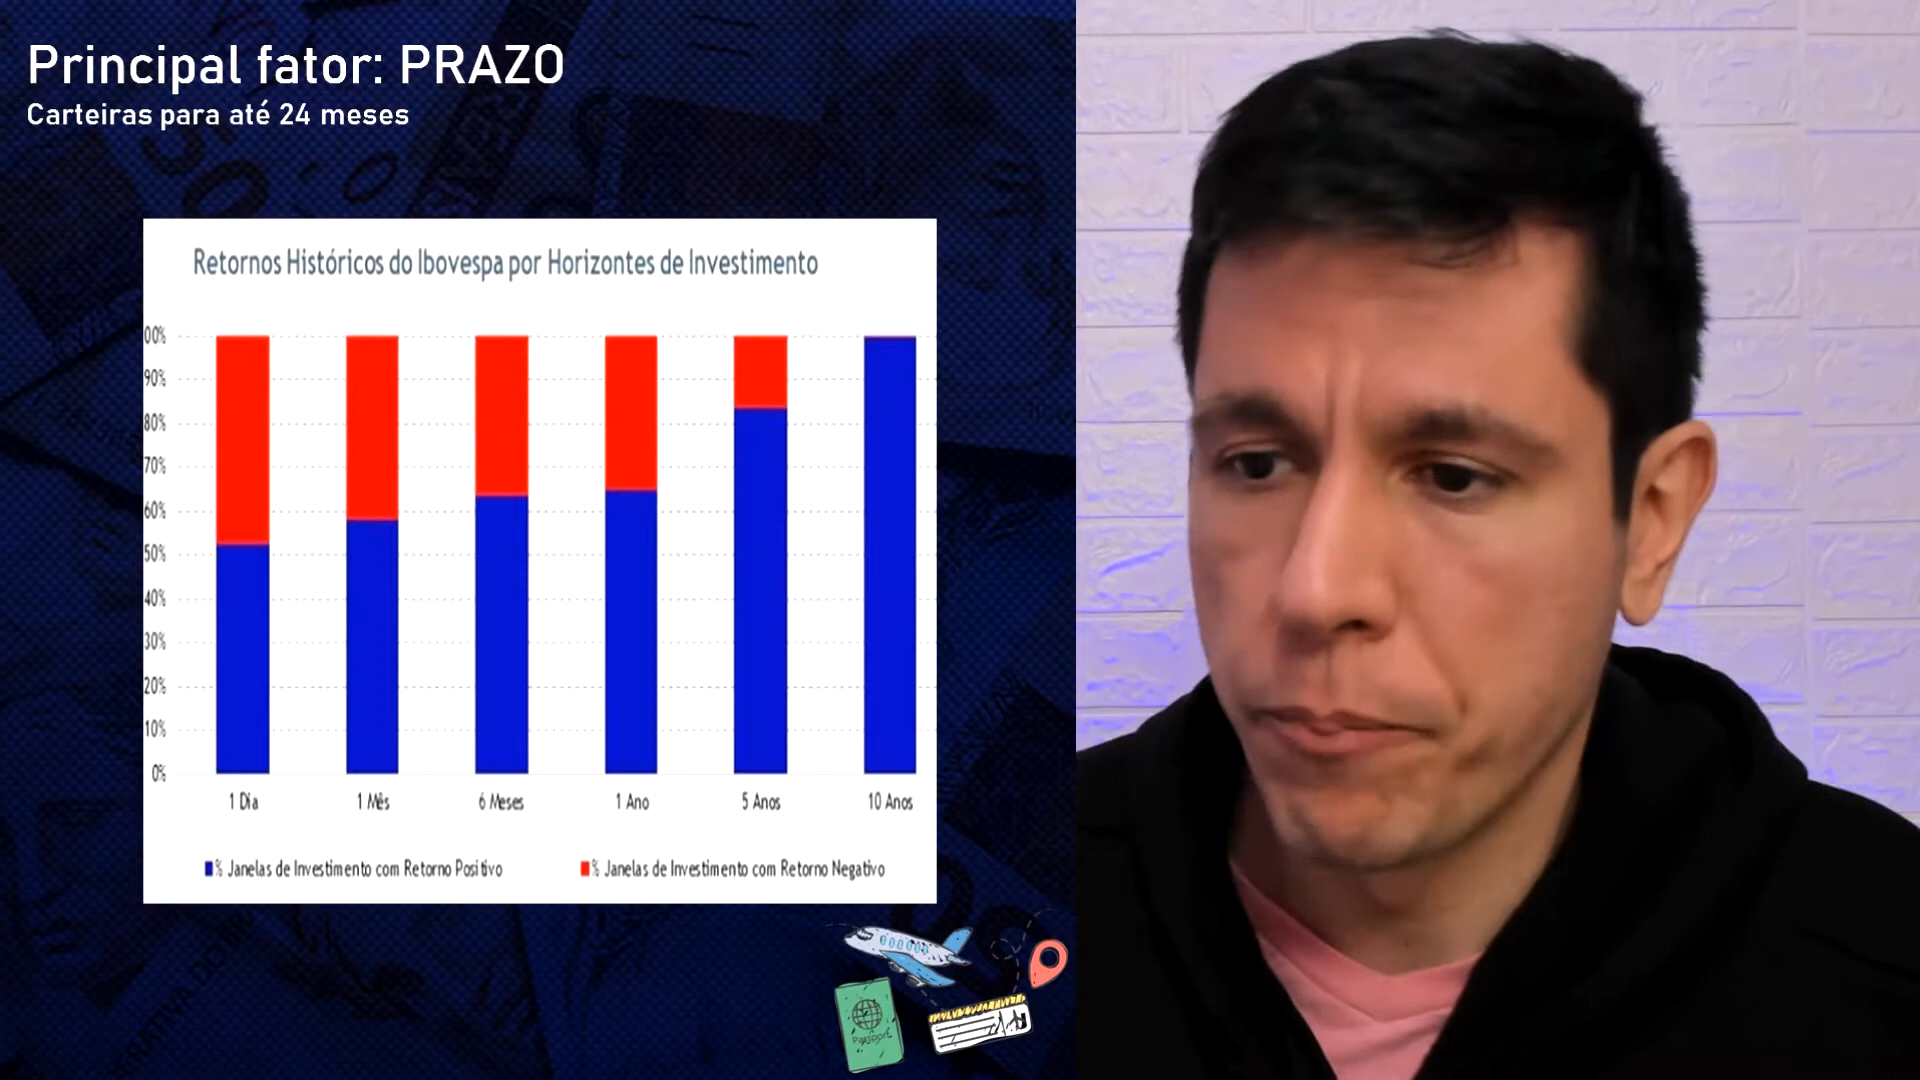 Principal fator: PRAZO
Carteiras para até 24 meses
Retornos Históricos do Ibovespa por Horizontes de Investimento
00%
90%
80%
70%
60%
50%
40%
30%
20%
10%
0%
1 Dia
1 Mês
6 Meses
1 Ano
5 Anos
10 Anos
% Janelas de Investimento com Retorno Positivo
% Janelas de Investimento com Retorno Negativo
Passport